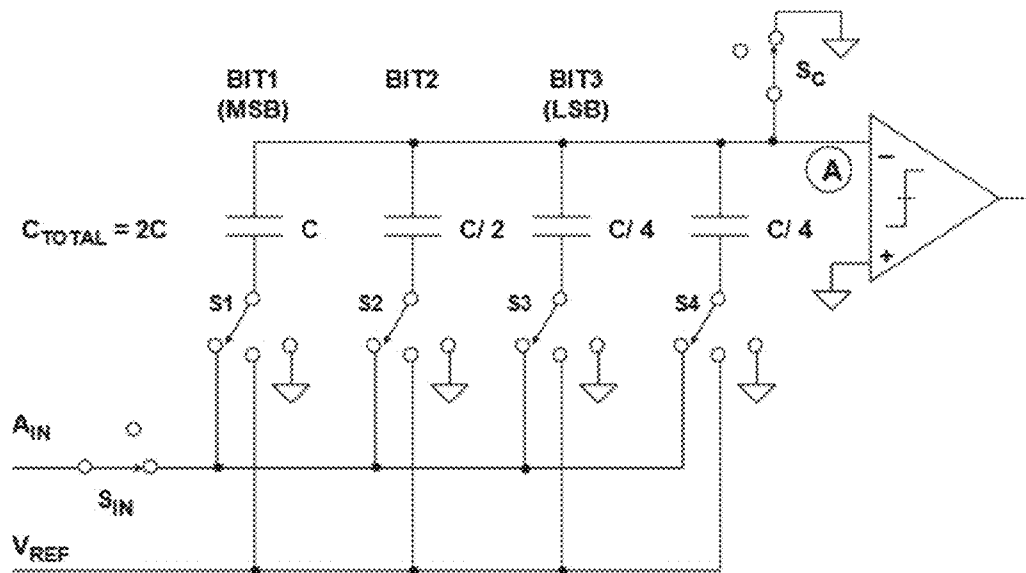 BIT1
(MSB)
BIT2
BIT3
(LSB)
S_C
A
C_TOTAL = 2C
C
C/ 2
C/ 4
C/ 4
−
+
S1
S2
S3
S4
A_IN
S_IN
V_REF